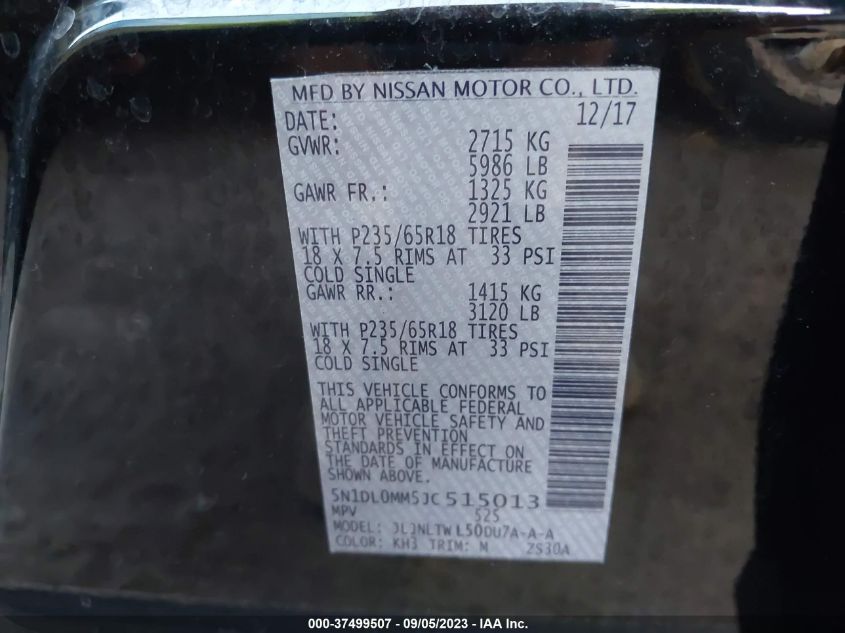 MFD BY NISSAN MOTOR CO., LTD.
DATE: 12/17
GVWR: 2715 KG
5986 LB
GAWR FR.: 1325 KG
2921 LB
WITH P235/65R18 TIRES
18 X 7.5 RIMS AT 33 PSI
COLD SINGLE
GAWR RR.: 1415 KG
3120 LB
WITH P235/65R18 TIRES
18 X 7.5 RIMS AT 33 PSI
COLD SINGLE
THIS VEHICLE CONFORMS TO
ALL APPLICABLE FEDERAL
MOTOR VEHICLE SAFETY AND
THEFT PREVENTION
STANDARDS IN EFFECT ON
THE DATE OF MANUFACTURE
SHOWN ABOVE.
5N1DL0MM5JC515013
MPV 525
MODEL: L50DU7A-A-A
COLOR: KH3 TRIM: M ZS30A
000-37499507 - 09/05/2023 - IAA Inc.